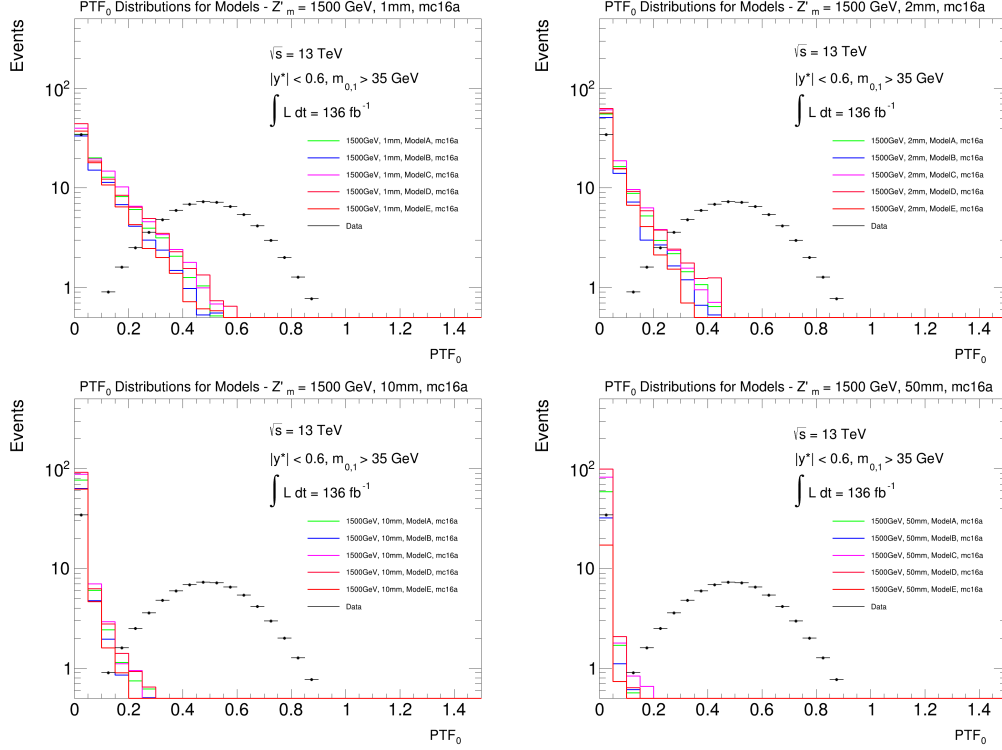 PTF₀ Distributions for Models - Z'ₘ = 1500 GeV, 1mm, mc16a
Events
√s = 13 TeV
|y*| < 0.6, m₀,₁ > 35 GeV
∫ L dt = 136 fb⁻¹
1500GeV, 1mm, ModelA, mc16a
1500GeV, 1mm, ModelB, mc16a
1500GeV, 1mm, ModelC, mc16a
1500GeV, 1mm, ModelD, mc16a
1500GeV, 1mm, ModelE, mc16a
Data
10²
10
1
0 0.2 0.4 0.6 0.8 1 1.2 1.4
PTF₀
PTF₀ Distributions for Models - Z'ₘ = 1500 GeV, 2mm, mc16a
Events
√s = 13 TeV
|y*| < 0.6, m₀,₁ > 35 GeV
∫ L dt = 136 fb⁻¹
1500GeV, 2mm, ModelA, mc16a
1500GeV, 2mm, ModelB, mc16a
1500GeV, 2mm, ModelC, mc16a
1500GeV, 2mm, ModelD, mc16a
1500GeV, 2mm, ModelE, mc16a
Data
10²
10
1
0 0.2 0.4 0.6 0.8 1 1.2 1.4
PTF₀
PTF₀ Distributions for Models - Z'ₘ = 1500 GeV, 10mm, mc16a
Events
√s = 13 TeV
|y*| < 0.6, m₀,₁ > 35 GeV
∫ L dt = 136 fb⁻¹
1500GeV, 10mm, ModelA, mc16a
1500GeV, 10mm, ModelB, mc16a
1500GeV, 10mm, ModelC, mc16a
1500GeV, 10mm, ModelD, mc16a
1500GeV, 10mm, ModelE, mc16a
Data
10²
10
1
0 0.2 0.4 0.6 0.8 1 1.2 1.4
PTF₀
PTF₀ Distributions for Models - Z'ₘ = 1500 GeV, 50mm, mc16a
Events
√s = 13 TeV
|y*| < 0.6, m₀,₁ > 35 GeV
∫ L dt = 136 fb⁻¹
1500GeV, 50mm, ModelA, mc16a
1500GeV, 50mm, ModelB, mc16a
1500GeV, 50mm, ModelC, mc16a
1500GeV, 50mm, ModelD, mc16a
1500GeV, 50mm, ModelE, mc16a
Data
10²
10
1
0 0.2 0.4 0.6 0.8 1 1.2 1.4
PTF₀